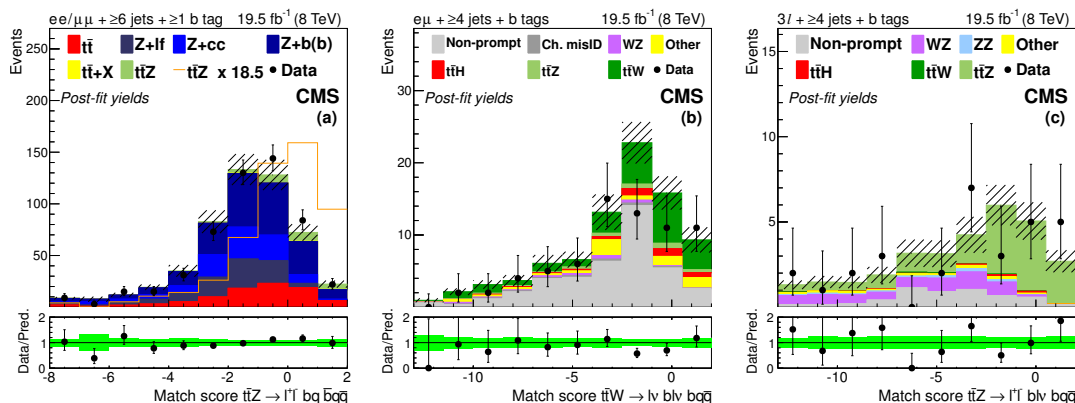 ee/μμ + ≥6 jets + ≥1 b tag 19.5 fb⁻¹ (8 TeV)
Events
250
200
150
100
50
tt̄ Z+lf Z+cc Z+b(b)
tt̄+X tt̄Z tt̄Z x 18.5 Data
Post-fit yields
CMS
(a)
Data/Pred.
2
1
0
-8 -6 -4 -2 0 2
Match score tt̄Z → l⁺l⁻ bq b̄qq̄
eμ + ≥4 jets + b tags 19.5 fb⁻¹ (8 TeV)
Events
30
20
10
Non-prompt Ch. misID WZ Other
tt̄H tt̄Z tt̄W Data
Post-fit yields
CMS
(b)
Data/Pred.
2
1
0
-10 -5 0
Match score tt̄W → lν blν bqq̄
3l + ≥4 jets + b tags 19.5 fb⁻¹ (8 TeV)
Events
15
10
5
Non-prompt WZ ZZ Other
tt̄H tt̄W tt̄Z Data
Post-fit yields
CMS
(c)
Data/Pred.
2
1
0
-10 -5 0
Match score tt̄Z → l⁺l⁻ blν bqq̄